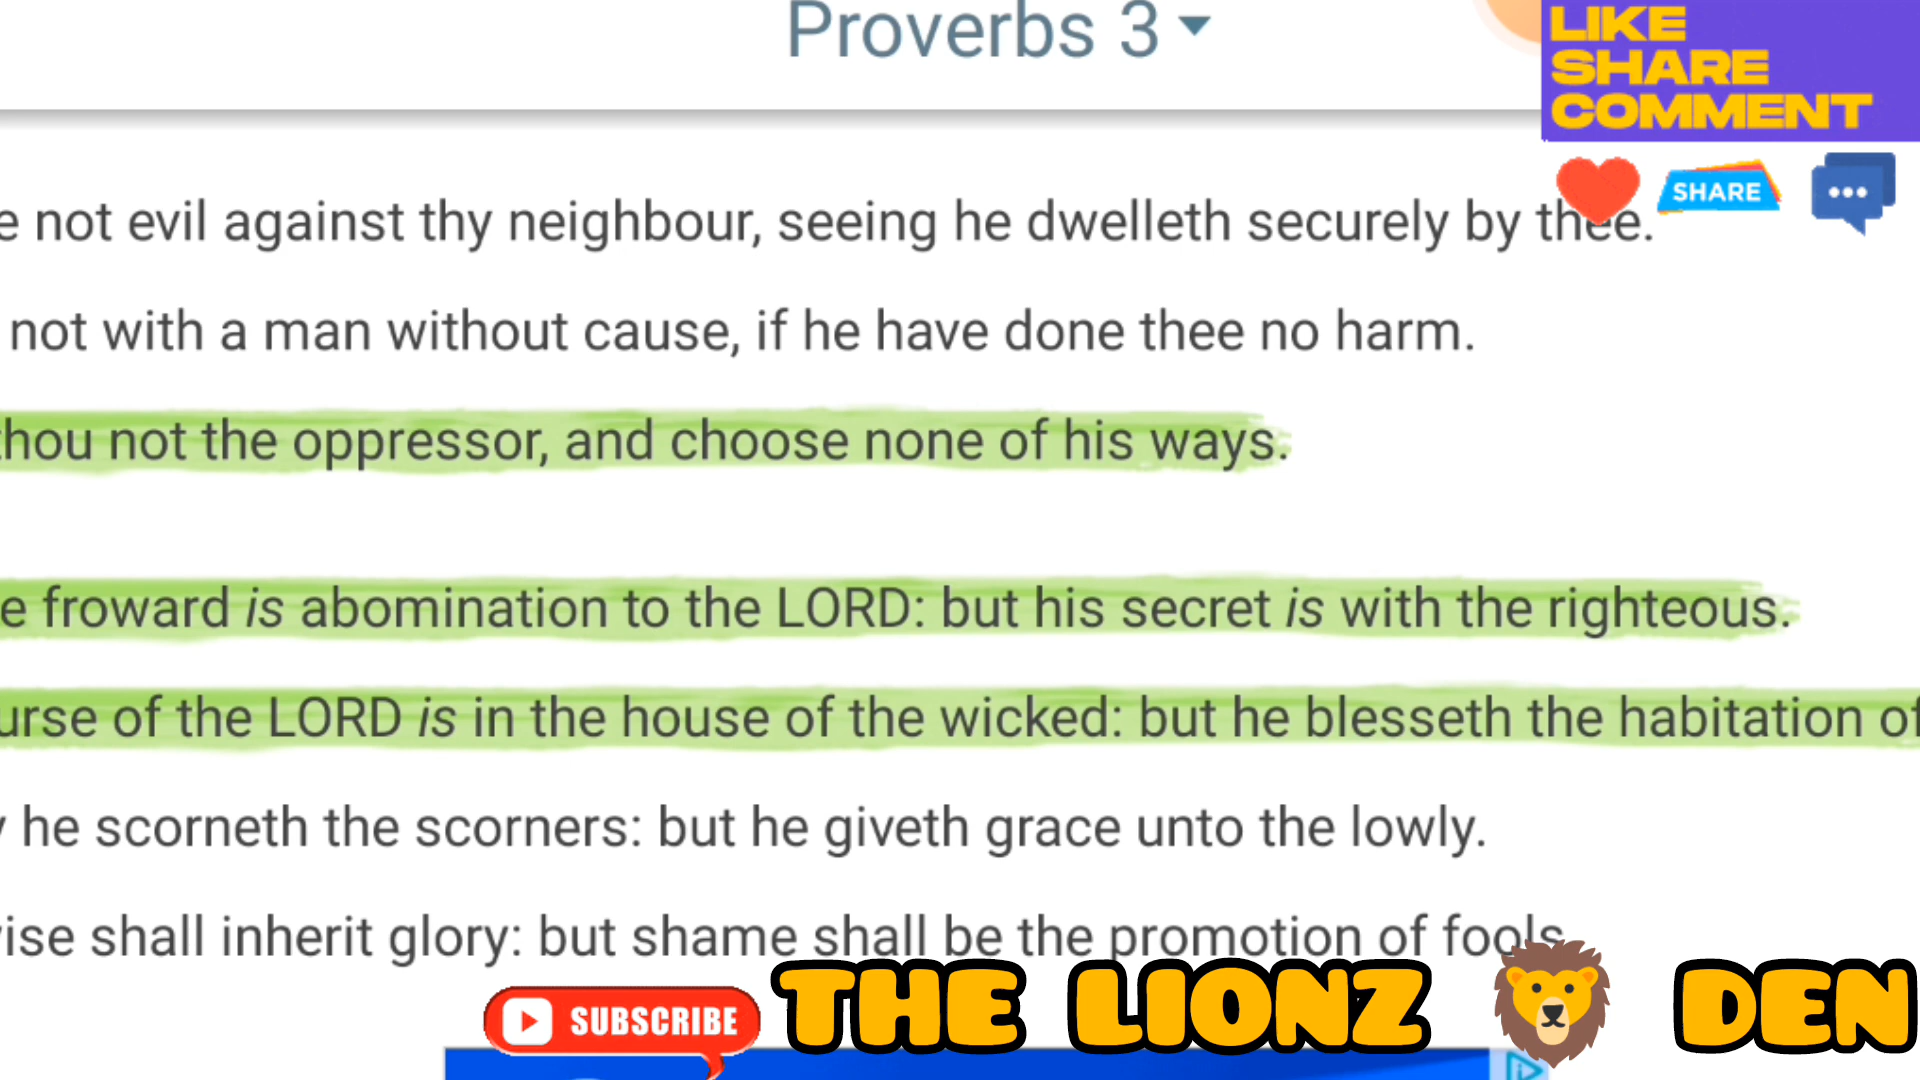 Proverbs 3
LIKE
SHARE
COMMENT
SHARE
not evil against thy neighbour, seeing he dwelleth securely by thee.
not with a man without cause, if he have done thee no harm.
thou not the oppressor, and choose none of his ways.
froward is abomination to the LORD: but his secret is with the righteous.
urse of the LORD is in the house of the wicked: but he blesseth the habitation of
he scorneth the scorners: but he giveth grace unto the lowly.
ise shall inherit glory: but shame shall be the promotion of fools
SUBSCRIBE
THE LIONZ DEN